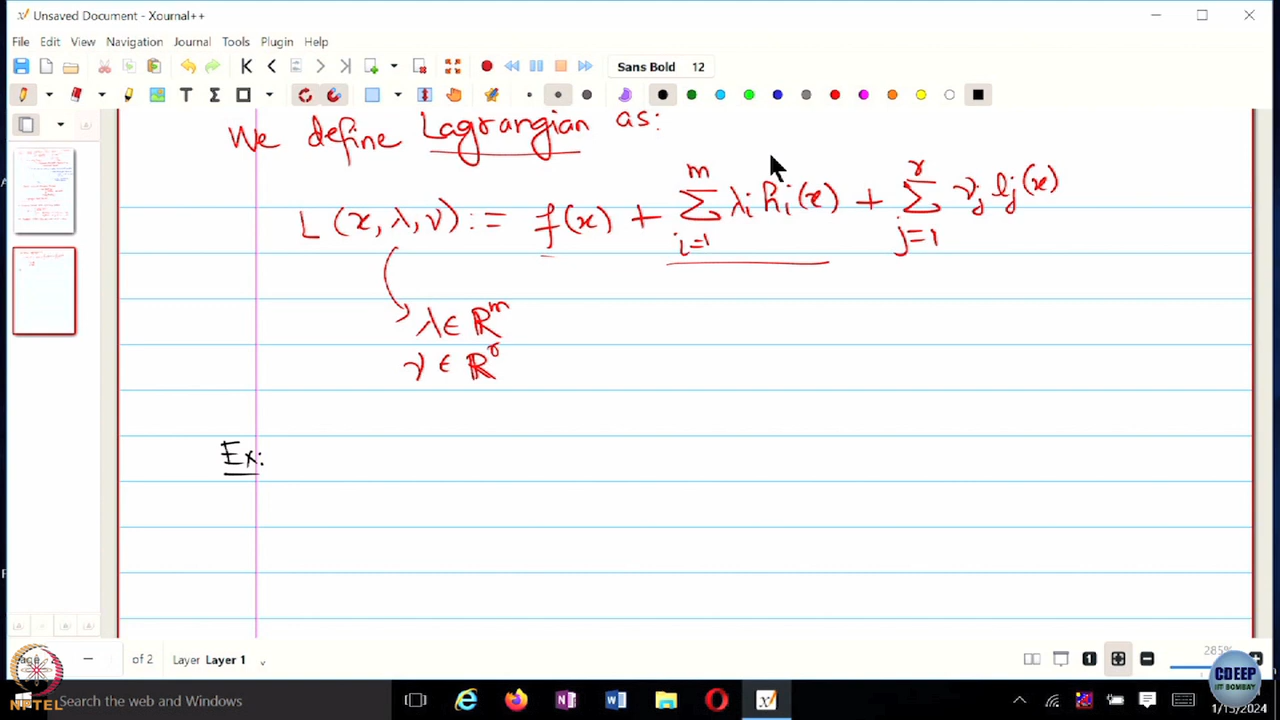 Unsaved Document - Xournal++
File Edit View Navigation Journal Tools Plugin Help
Sans Bold 12
We define Lagrangian as:
L(x, λ, ν) := f(x) + ∑_{i=1}^{m} λ_i h_i(x) + ∑_{j=1}^{r} ν_j l_j(x)
λ ∈ ℝ^m
ν ∈ ℝ^r
Ex:
of 2 Layer Layer 1
285%
NPTEL
CDEEP
IIT BOMBAY
Search the web and Windows
1/15/2024